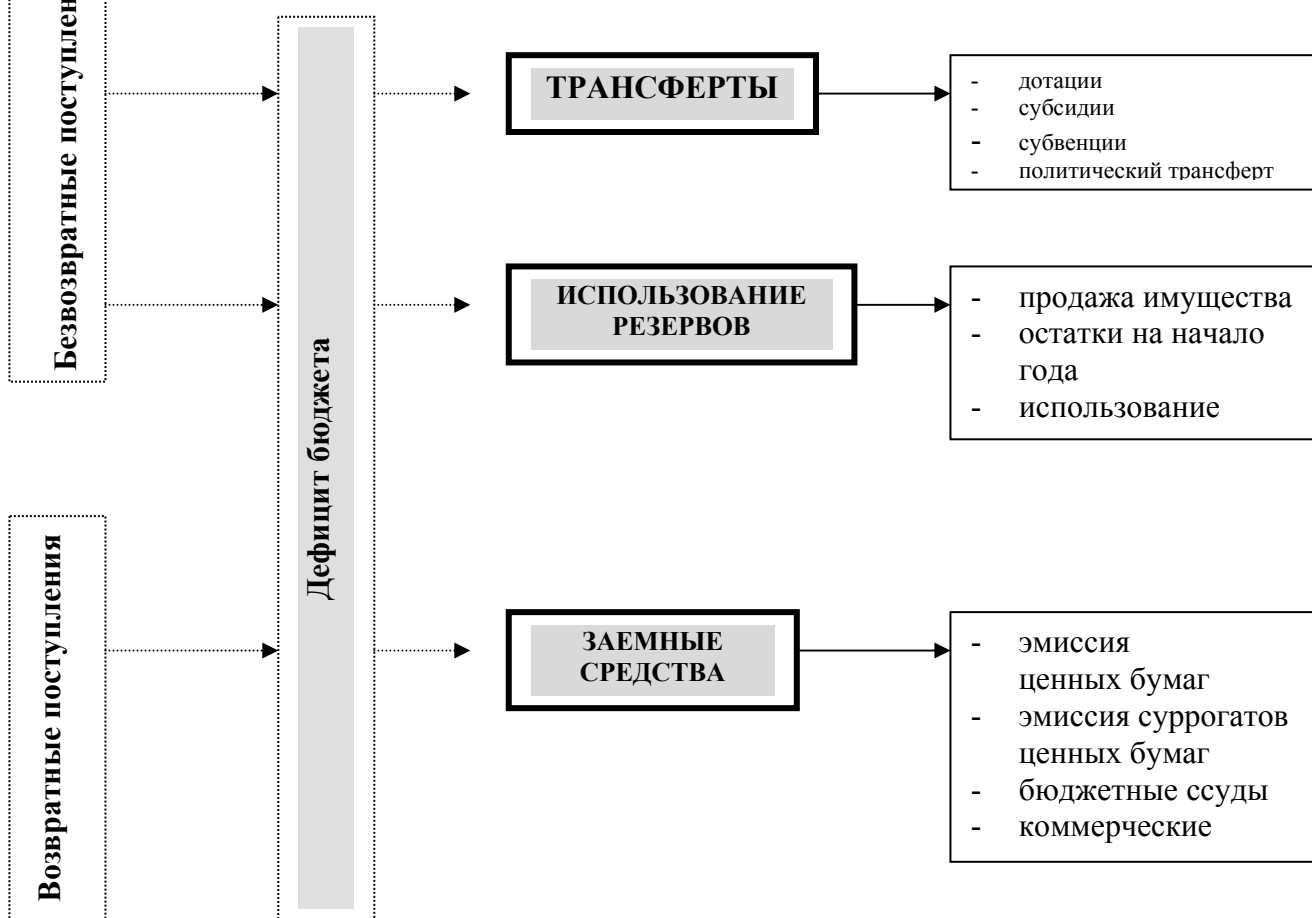 Безвозвратные
Дефицит бюджета
Возвратные поступления
ТРАНСФЕРТЫ
- дотации
- субсидии
- субвенции
- политический трансферт
ИСПОЛЬЗОВАНИЕ
РЕЗЕРВОВ
- продажа имущества
- остатки на начало
года
- использование
ЗАЕМНЫЕ
СРЕДСТВА
- эмиссия
ценных бумаг
- эмиссия суррогатов
ценных бумаг
- бюджетные ссуды
- коммерческие